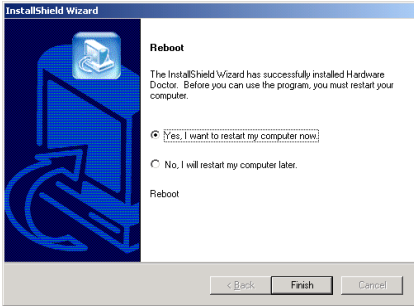 InstallShield Wizard
Reboot
The InstallShield Wizard has successfully installed Hardware
Doctor. Before you can use the program, you must restart your
computer.
Yes, I want to restart my computer now.
No, I will restart my computer later.
Reboot
< Back Finish Cancel